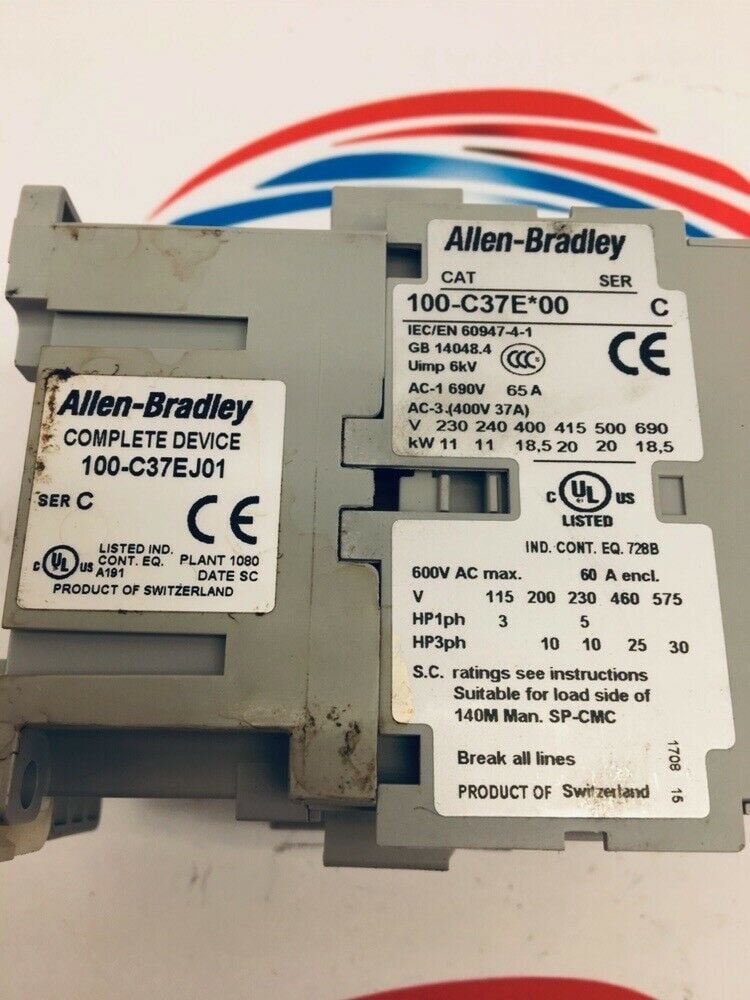 Allen-Bradley
COMPLETE DEVICE
100-C37EJ01
SER C
CE
c UL us LISTED IND. CONT. EQ. A191
PLANT 1080
DATE SC
PRODUCT OF SWITZERLAND
Allen-Bradley
CAT SER
100-C37E*00 C
IEC/EN 60947-4-1
GB 14048.4
Uimp 6kV
CCC
CE
AC-1 690V 65 A
AC-3.(400V 37A)
V 230 240 400 415 500 690
kW 11 11 18,5 20 20 18,5
c UL us
LISTED
IND. CONT. EQ. 728B
600V AC max. 60 A encl.
V 115 200 230 460 575
HP1ph 3 5
HP3ph 10 10 25 30
S.C. ratings see instructions
Suitable for load side of
140M Man. SP-CMC
Break all lines
PRODUCT OF Switzerland
1708 15